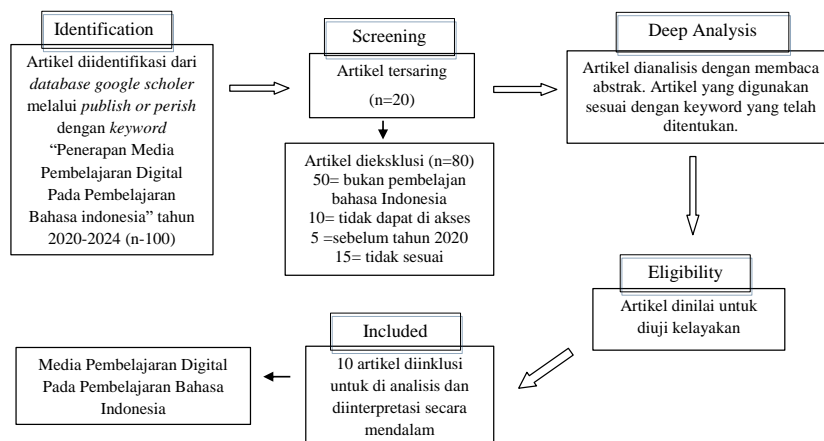 Identification
Artikel diidentifikasi dari
database google scholer
melalui publish or perish
dengan keyword
“Penerapan Media
Pembelajaran Digital
Pada Pembelajaran
Bahasa indonesia” tahun
2020-2024 (n-100)
Screening
Artikel tersaring
(n=20)
Artikel dieksklusi (n=80)
50= bukan pembelajan
bahasa Indonesia
10= tidak dapat di akses
5 =sebelum tahun 2020
15= tidak sesuai
Deep Analysis
Artikel dianalisis dengan membaca
abstrak. Artikel yang digunakan
sesuai dengan keyword yang telah
ditentukan.
Eligibility
Artikel dinilai untuk
diuji kelayakan
Included
10 artikel diinklusi
untuk di analisis dan
diinterpretasi secara
mendalam
Media Pembelajaran Digital
Pada Pembelajaran Bahasa
Indonesia